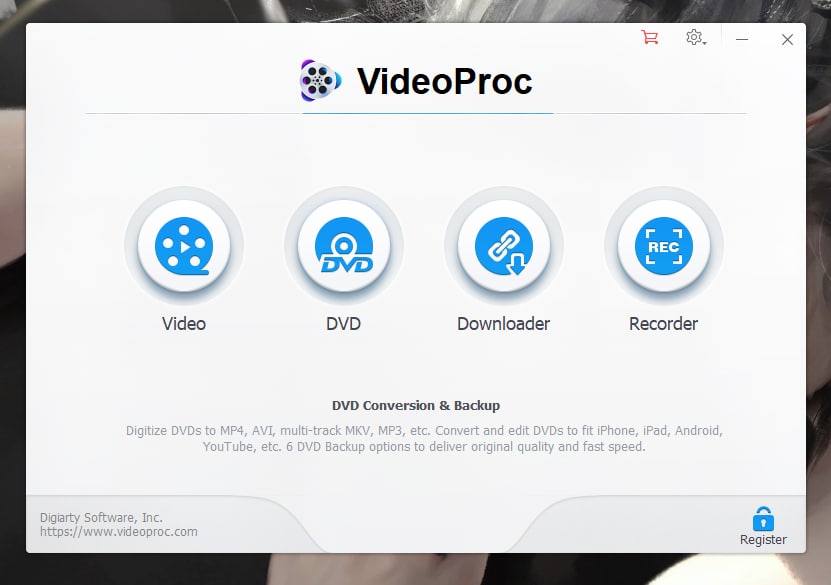 VideoProc
DVD
REC
Video
DVD
Downloader
Recorder
DVD Conversion & Backup
Digitize DVDs to MP4, AVI, multi-track MKV, MP3, etc. Convert and edit DVDs to fit iPhone, iPad, Android,
YouTube, etc. 6 DVD Backup options to deliver original quality and fast speed.
Digiarty Software, Inc.
https://www.videoproc.com
Register